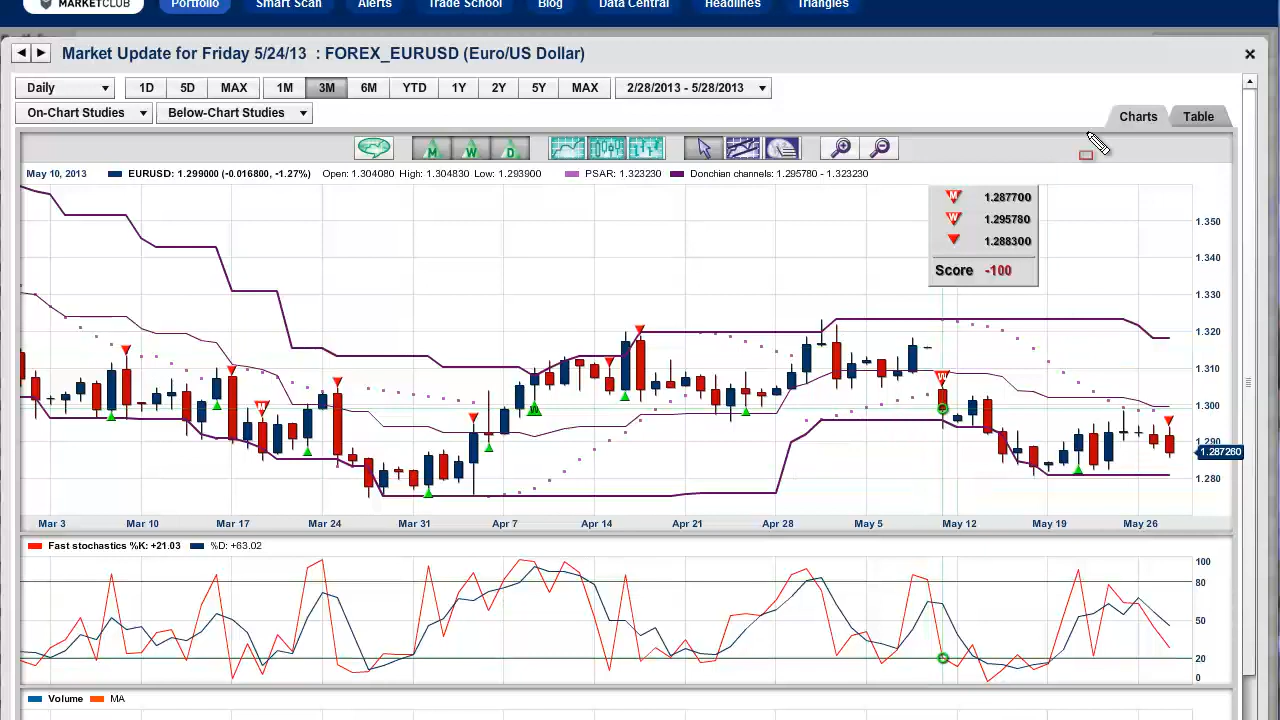 MARKETCLUB Portfolio Smart Scan Alerts Trade School Blog Data Central Headlines Triangles
Market Update for Friday 5/24/13 : FOREX_EURUSD (Euro/US Dollar)
Daily 1D 5D MAX 1M 3M 6M YTD 1Y 2Y 5Y MAX 2/28/2013 - 5/28/2013
On-Chart Studies Below-Chart Studies Charts Table
M W D
May 10, 2013 EURUSD: 1.299000 (-0.016800, -1.27%) Open: 1.304080 High: 1.304830 Low: 1.293900 PSAR: 1.323230 Donchian channels: 1.295780 - 1.323230
M 1.287700
W 1.295780
1.288300
Score -100
1.350
1.340
1.330
1.320
1.310
1.300
1.290
1.287260
1.280
W
W
W
Mar 3 Mar 10 Mar 17 Mar 24 Mar 31 Apr 7 Apr 14 Apr 21 Apr 28 May 5 May 12 May 19 May 26
Fast stochastics %K: +21.03 %D: +63.02
100
80
50
20
0
Volume MA